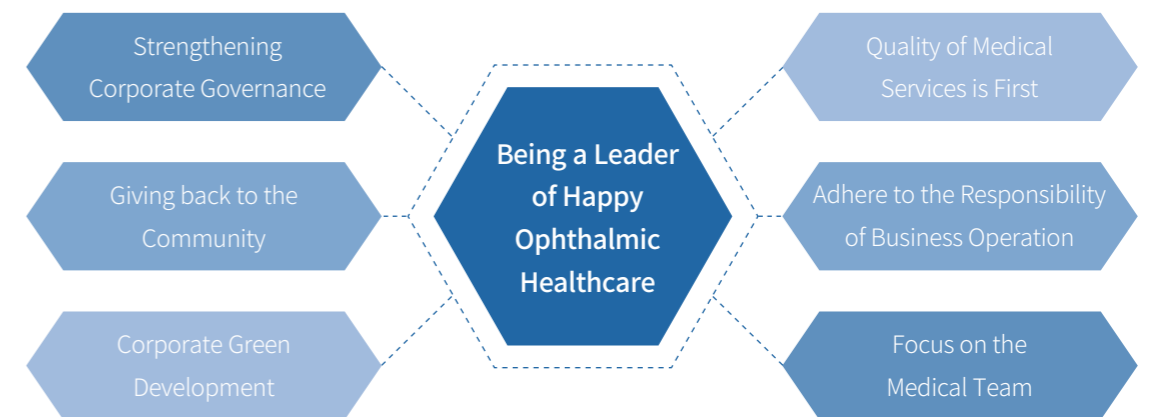 Strengthening
Corporate Governance
Giving back to the
Community
Corporate Green
Development
Being a Leader
of Happy
Ophthalmic
Healthcare
Quality of Medical
Services is First
Adhere to the Responsibility
of Business Operation
Focus on the
Medical Team